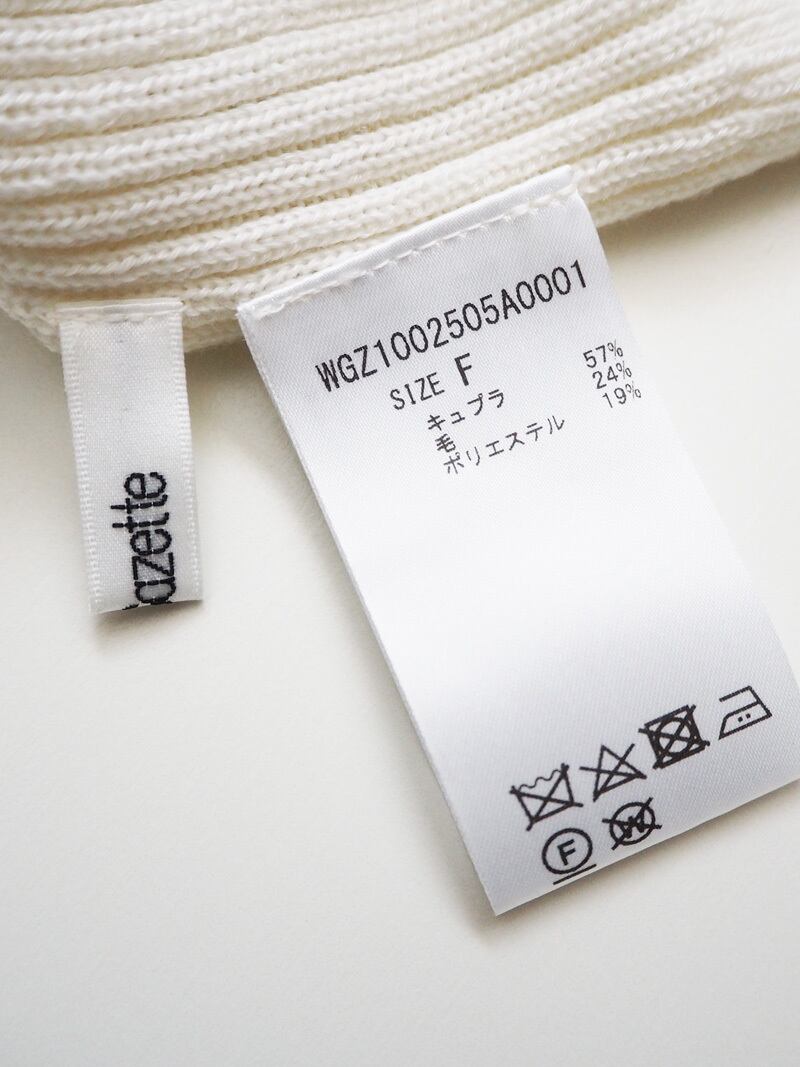 WGZ1002505A0001
SIZE F
キュプラ 57%
毛 24%
ポリエステル 19%
azette
F
W